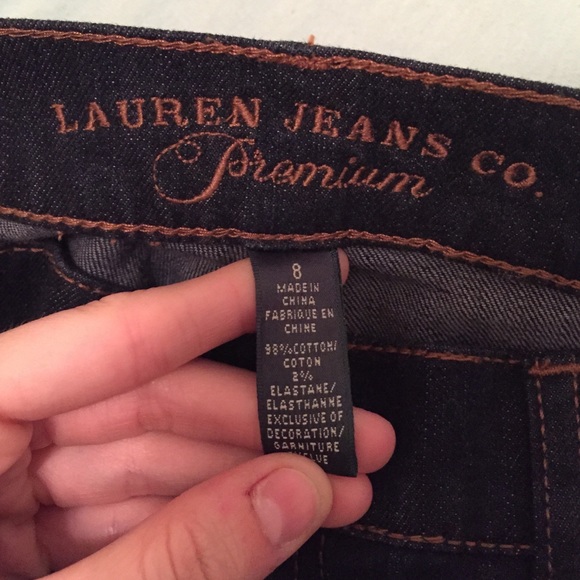 LAUREN JEANS CO.
Premium
8
MADE IN
CHINA
FABRIQUE EN
CHINE
98% COTTON/
COTON
2%
ELASTANE/
ELASTHANNE
EXCLUSIVE OF
DECORATION/
GARNITURE